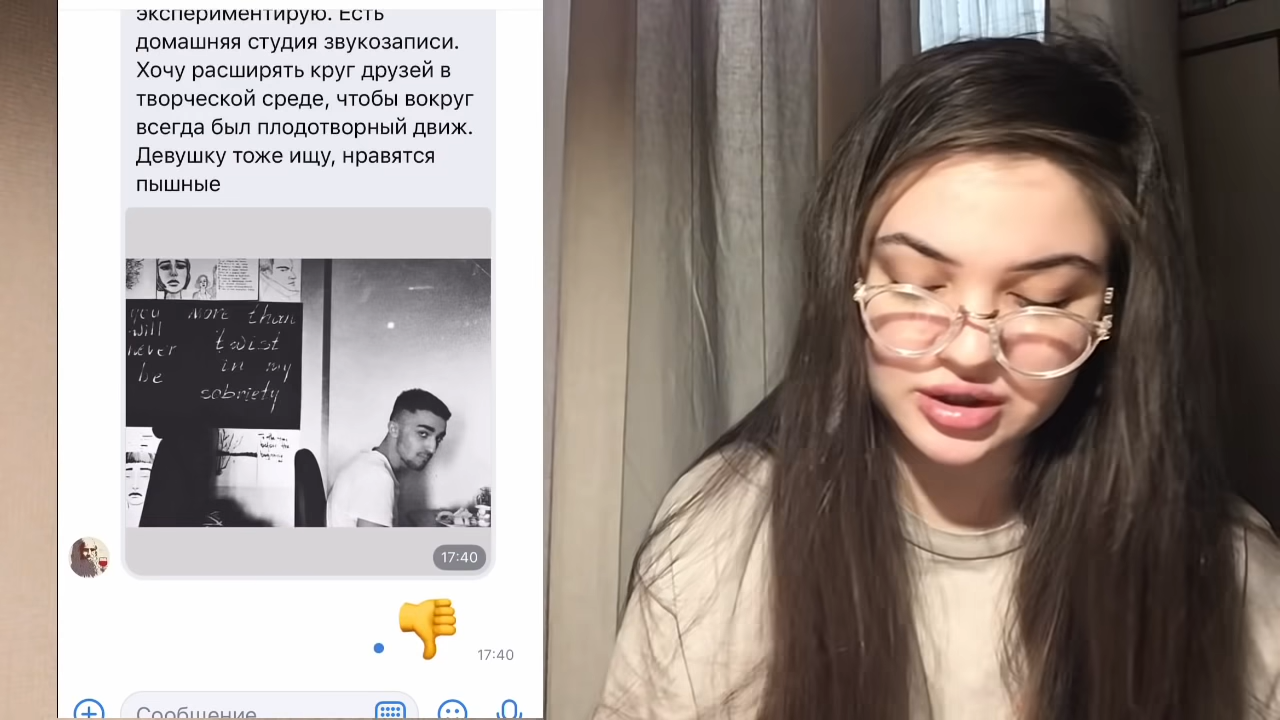 экспериментирую. Есть
домашняя студия звукозаписи.
Хочу расширять круг друзей в
творческой среде, чтобы вокруг
всегда был плодотворный движ.
Девушку тоже ищу, нравятся
пышные
you more than
will twist
never in my
be sobriety
17:40
17:40
Сообщение